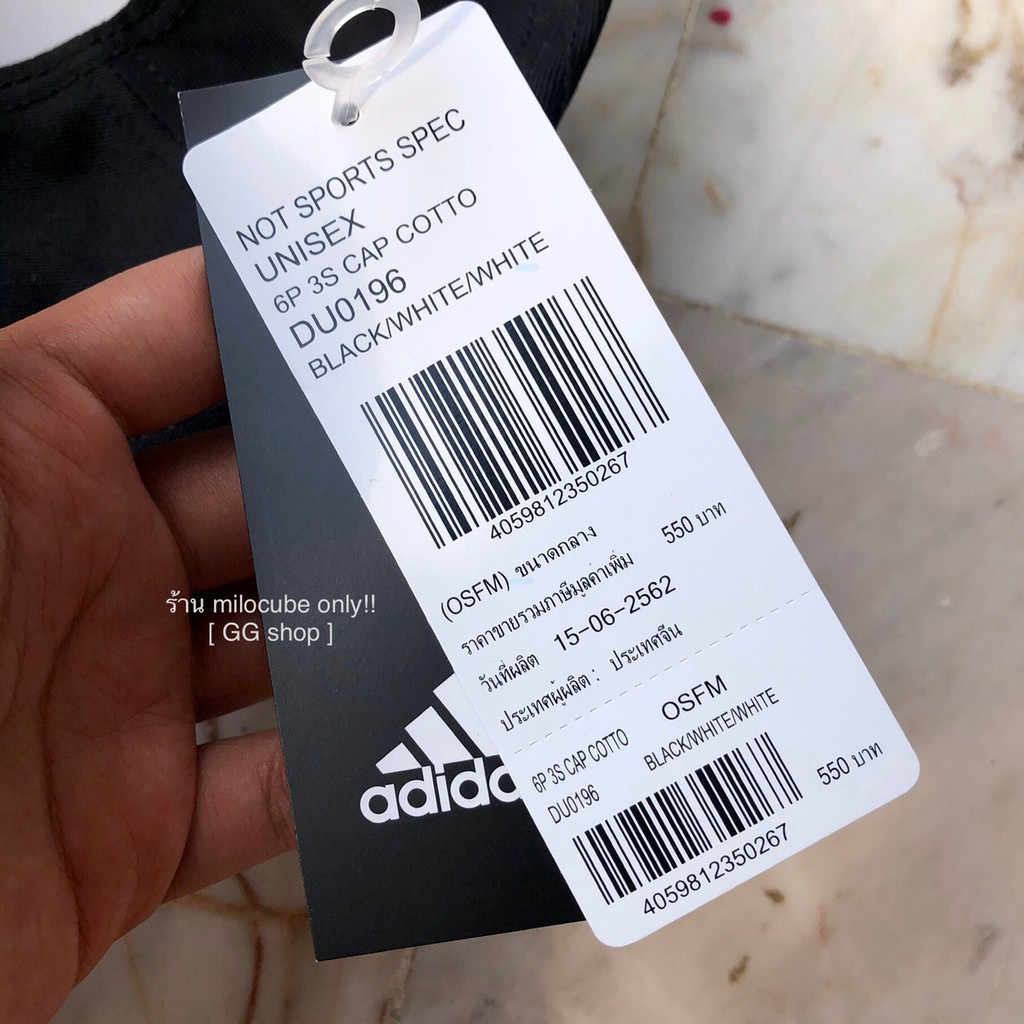 NOT SPORTS SPEC
UNISEX
6P 3S CAP COTTO
DU0196
BLACK/WHITE/WHITE
4059812350267
(OSFM) ขนาดกลาง
ราคาขายรวมภาษีมูลค่าเพิ่ม 550 บาท
วันที่ผลิต 15-06-2562
ประเทศผู้ผลิต : ประเทศจีน
OSFM
6P 3S CAP COTTO BLACK/WHITE/WHITE
DU0196 550 บาท
4059812350267
ร้าน milocube only!!
[ GG shop ]
adida